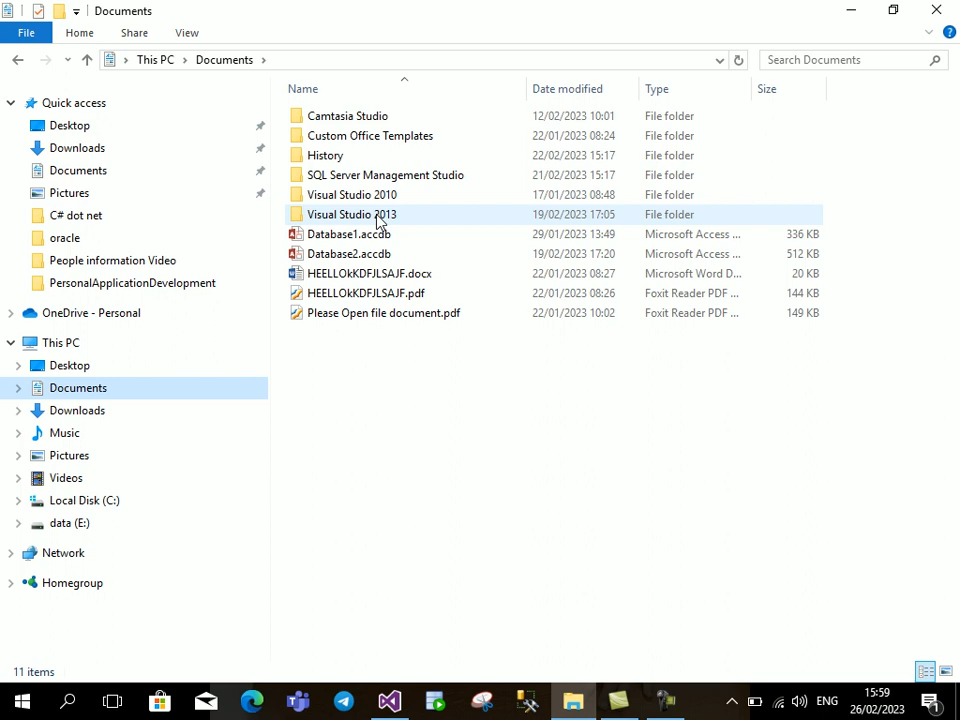 Documents
File Home Share View
This PC Documents
Search Documents
Name Date modified Type Size
Quick access
Desktop
Downloads
Documents
Pictures
C# dot net
oracle
People information Video
PersonalApplicationDevelopment
OneDrive - Personal
This PC
Desktop
Documents
Downloads
Music
Pictures
Videos
Local Disk (C:)
data (E:)
Network
Homegroup
Camtasia Studio 12/02/2023 10:01 File folder
Custom Office Templates 22/01/2023 08:24 File folder
History 22/02/2023 15:17 File folder
SQL Server Management Studio 21/02/2023 15:17 File folder
Visual Studio 2010 17/01/2023 08:48 File folder
Visual Studio 2013 19/02/2023 17:05 File folder
Database1.accdb 29/01/2023 13:49 Microsoft Access ... 336 KB
Database2.accdb 19/02/2023 17:20 Microsoft Access ... 512 KB
HEELLOkKDFJLSAJF.docx 22/01/2023 08:27 Microsoft Word D... 20 KB
HEELLOkKDFJLSAJF.pdf 22/01/2023 08:26 Foxit Reader PDF ... 144 KB
Please Open file document.pdf 22/01/2023 10:02 Foxit Reader PDF ... 149 KB
11 items
ENG
15:59
26/02/2023
1